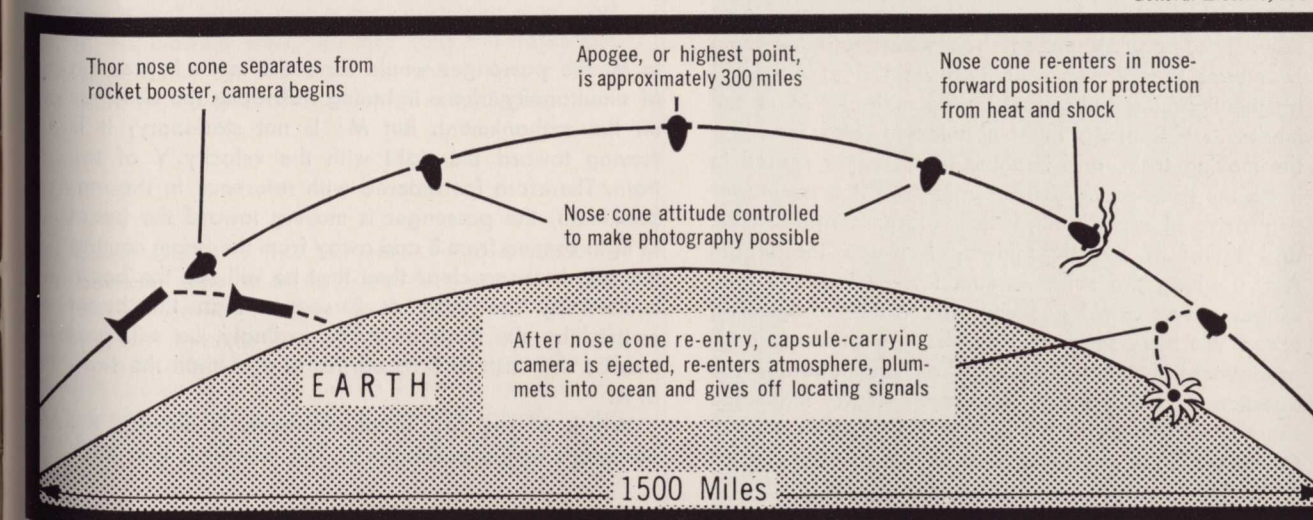 Thor nose cone separates from
rocket booster, camera begins
Apogee, or highest point,
is approximately 300 miles
Nose cone re-enters in nose-
forward position for protection
from heat and shock
Nose cone attitude controlled
to make photography possible
After nose cone re-entry, capsule-carrying
camera is ejected, re-enters atmosphere, plum-
mets into ocean and gives off locating signals
EARTH
1500 Miles